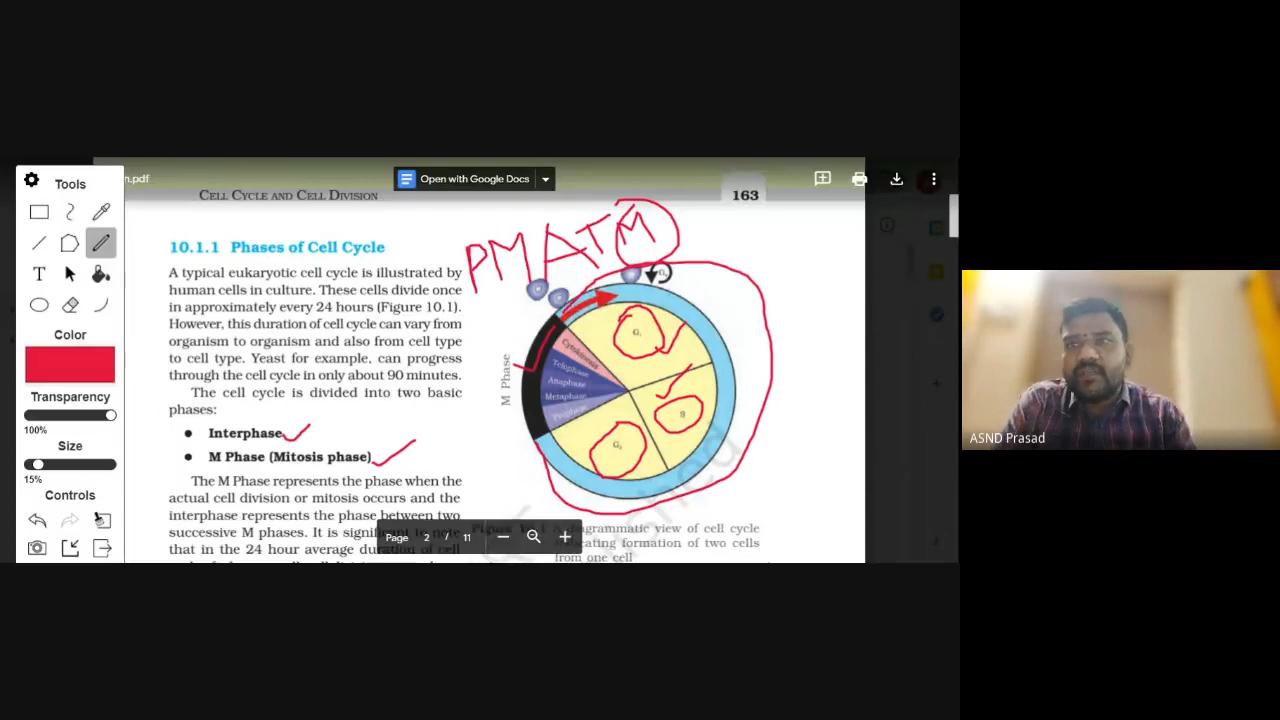 n.pdf
Open with Google Docs
Tools
T
Color
Transparency
100%
Size
15%
Controls
CELL CYCLE AND CELL DIVISION
163
10.1.1 Phases of Cell Cycle
A typical eukaryotic cell cycle is illustrated by
human cells in culture. These cells divide once
in approximately every 24 hours (Figure 10.1).
However, this duration of cell cycle can vary from
organism to organism and also from cell type
to cell type. Yeast for example, can progress
through the cell cycle in only about 90 minutes.
The cell cycle is divided into two basic
phases:
● Interphase
● M Phase (Mitosis phase)
The M Phase represents the phase when the
actual cell division or mitosis occurs and the
interphase represents the phase between two
successive M phases. It is significant to note
that in the 24 hour average duration of cell
PMATM
G0
M Phase
G1
Cytokinesis
Telophase
Anaphase
Metaphase
Prophase
S
G2
diagrammatic view of cell cycle
formation of two cells
from one cell
Page 2 / 11
ASND Prasad